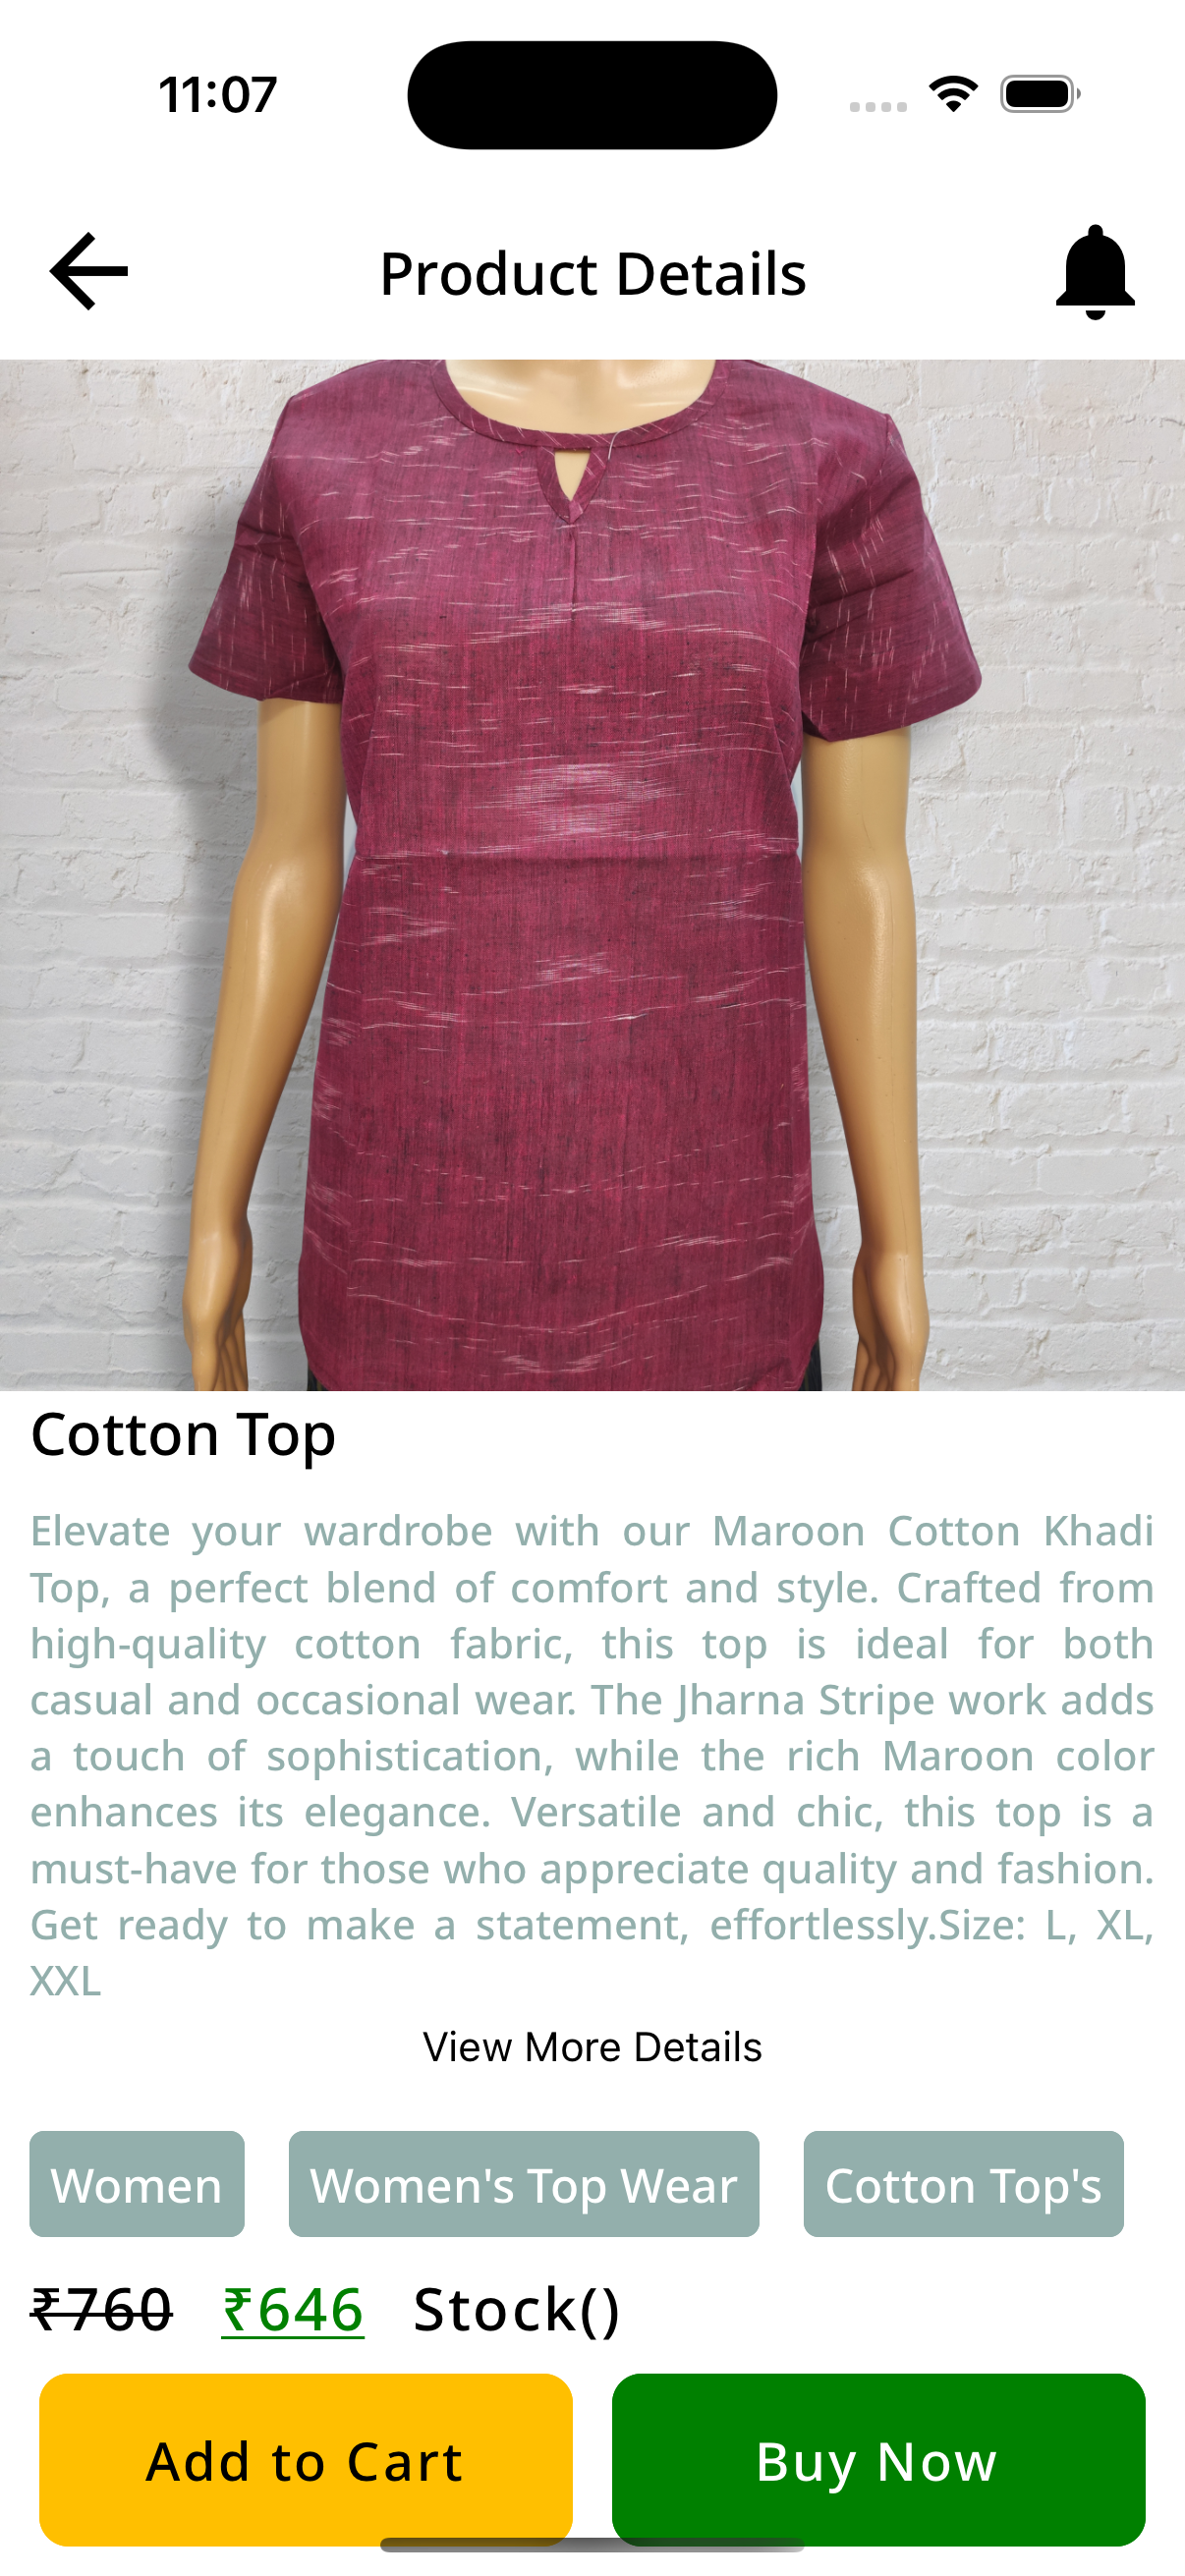 11:07
Product Details
Cotton Top
Elevate your wardrobe with our Maroon Cotton Khadi
Top, a perfect blend of comfort and style. Crafted from
high-quality cotton fabric, this top is ideal for both
casual and occasional wear. The Jharna Stripe work adds
a touch of sophistication, while the rich Maroon color
enhances its elegance. Versatile and chic, this top is a
must-have for those who appreciate quality and fashion.
Get ready to make a statement, effortlessly.Size: L, XL,
XXL
View More Details
Women Women's Top Wear Cotton Top's
₹760 ₹646 Stock()
Add to Cart Buy Now